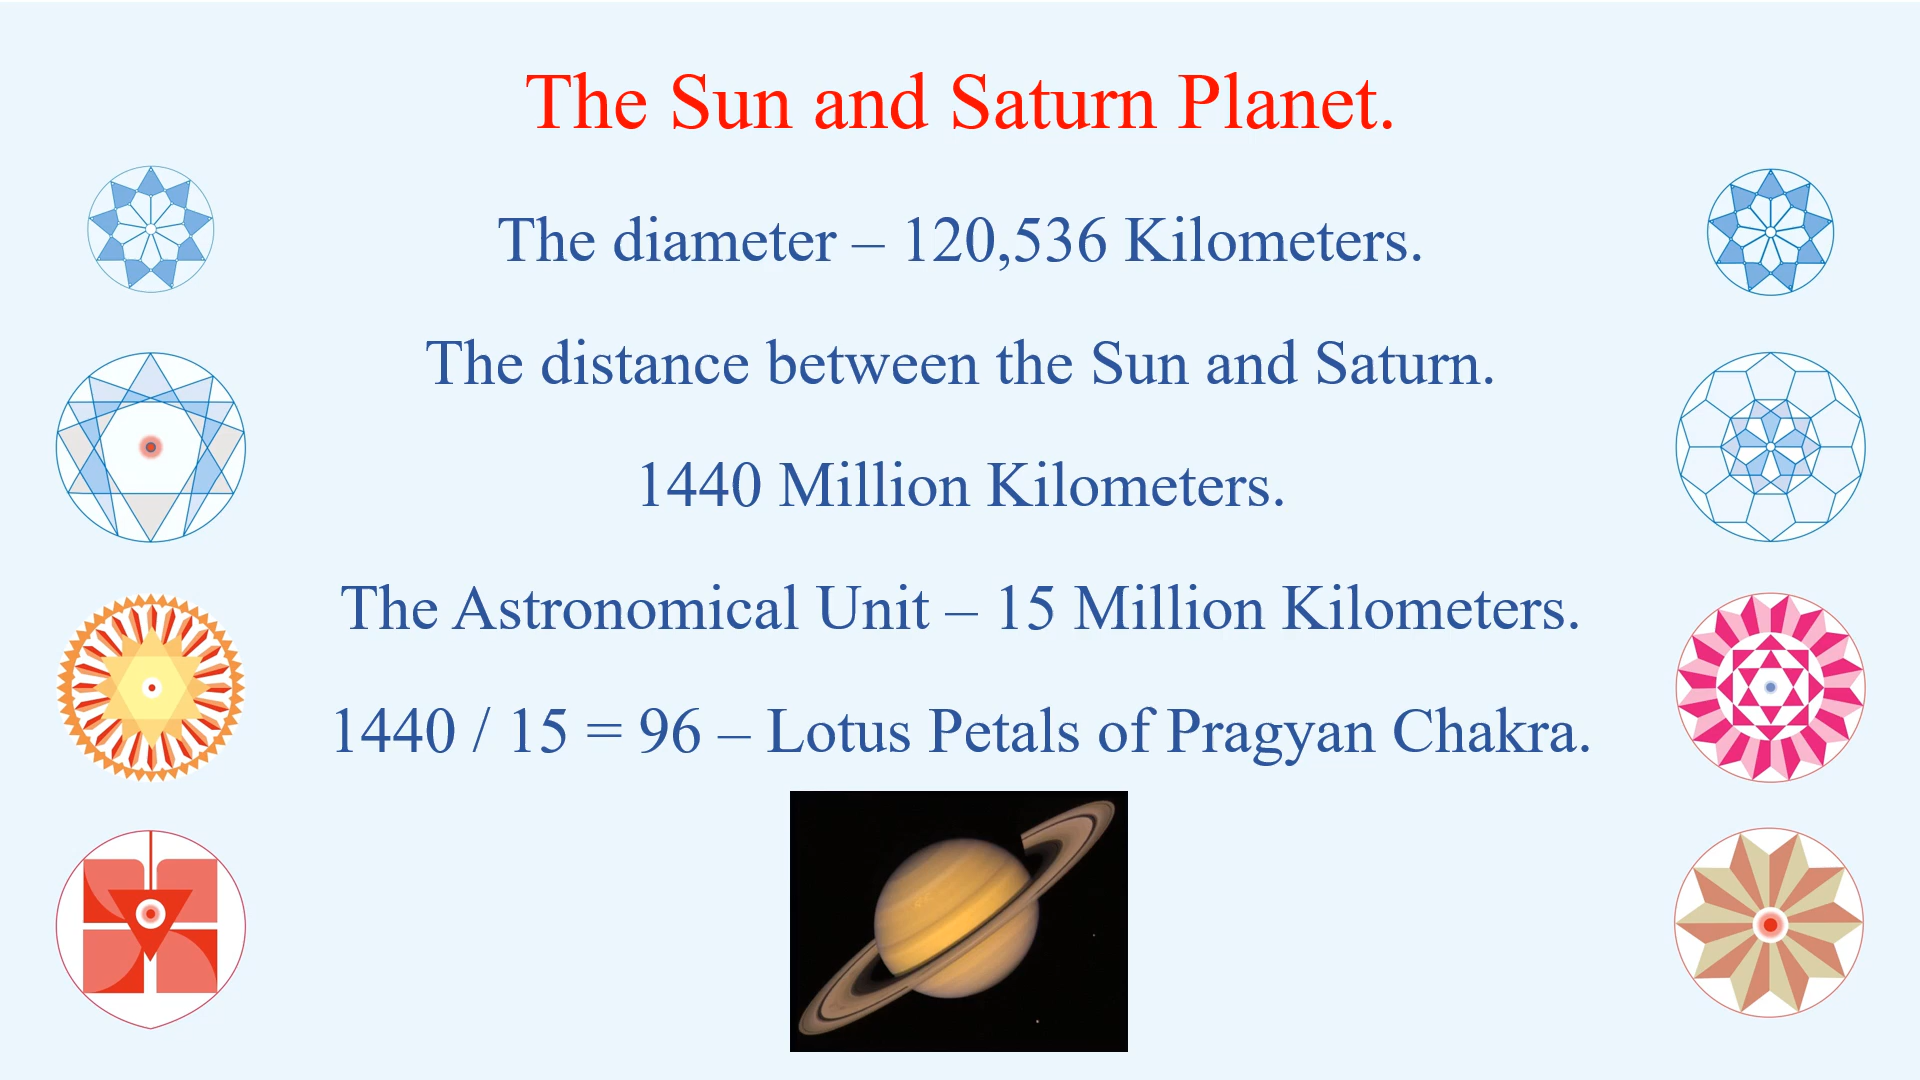 The Sun and Saturn Planet.
The diameter – 120,536 Kilometers.
The distance between the Sun and Saturn.
1440 Million Kilometers.
The Astronomical Unit – 15 Million Kilometers.
1440 / 15 = 96 – Lotus Petals of Pragyan Chakra.